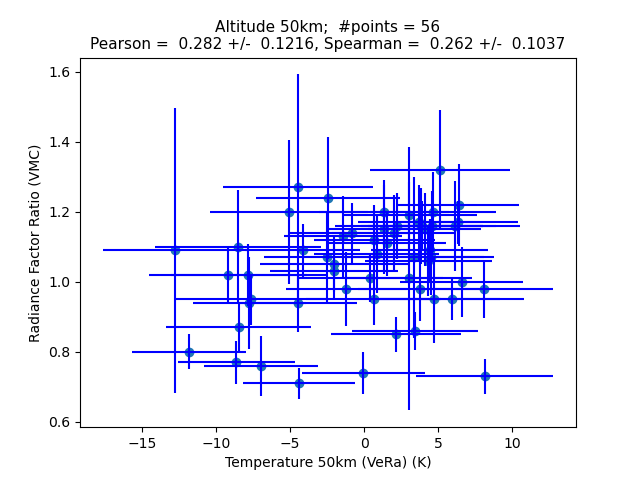 Altitude 50km;  #points = 56
Pearson =  0.282 +/-  0.1216, Spearman =  0.262 +/-  0.1037
1.6
1.4
1.2
1.0
0.8
0.6
Radiance Factor Ratio (VMC)
−15 −10 −5 0 5 10
Temperature 50km (VeRa) (K)